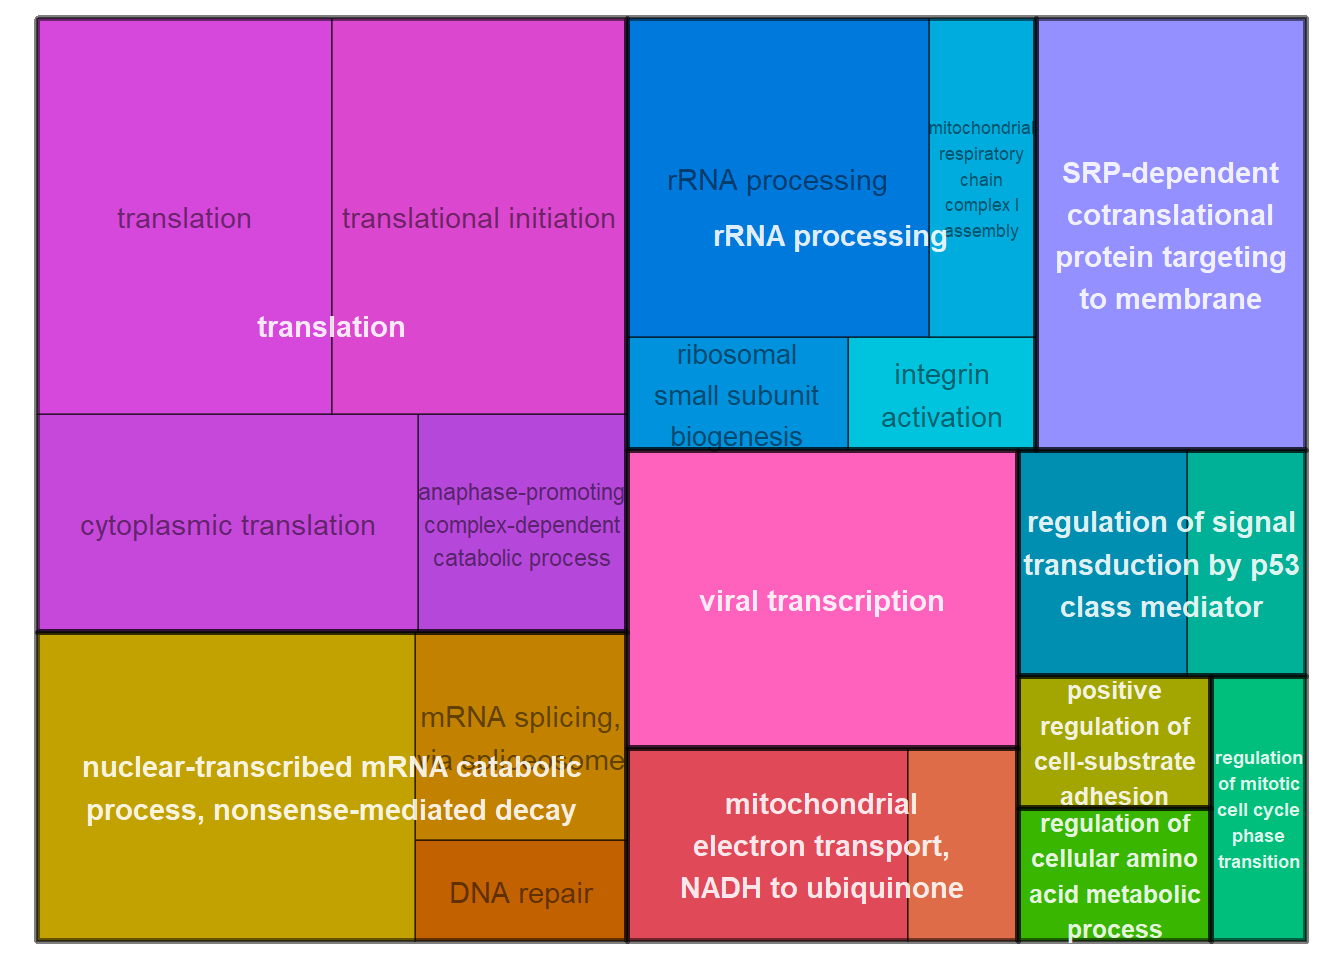 translation
translational initiation
translation
cytoplasmic translation
anaphase-promoting
complex-dependent
catabolic process
nuclear-transcribed mRNA catabolic
process, nonsense-mediated decay
mRNA splicing,
via spliceosome
DNA repair
rRNA processing
rRNA processing
mitochondrial
respiratory
chain
complex I
assembly
ribosomal
small subunit
biogenesis
integrin
activation
SRP-dependent
cotranslational
protein targeting
to membrane
viral transcription
mitochondrial
electron transport,
NADH to ubiquinone
regulation of signal
transduction by p53
class mediator
positive
regulation of
cell-substrate
adhesion
regulation of
cellular amino
acid metabolic
process
regulation
of mitotic
cell cycle
phase
transition